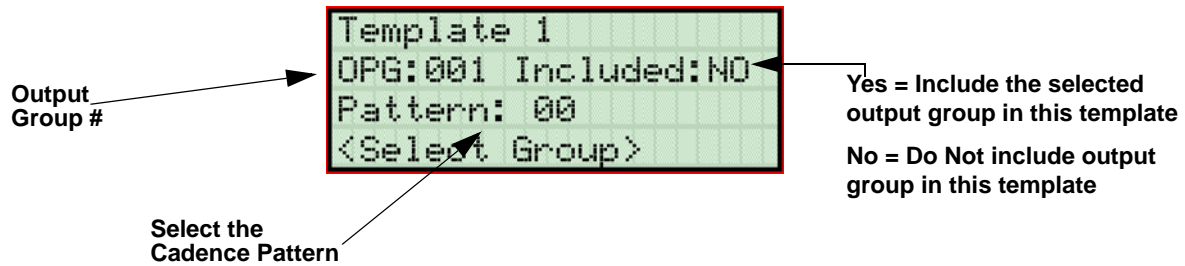 Template 1
OPG:001 Included:NO
Pattern: 00
<Select Group>
Output
Group #
Yes = Include the selected
output group in this template
No = Do Not include output
group in this template
Select the
Cadence Pattern